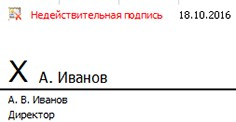 Недействительная подпись 18.10.2016
X А. Иванов
А. В. Иванов
Директор